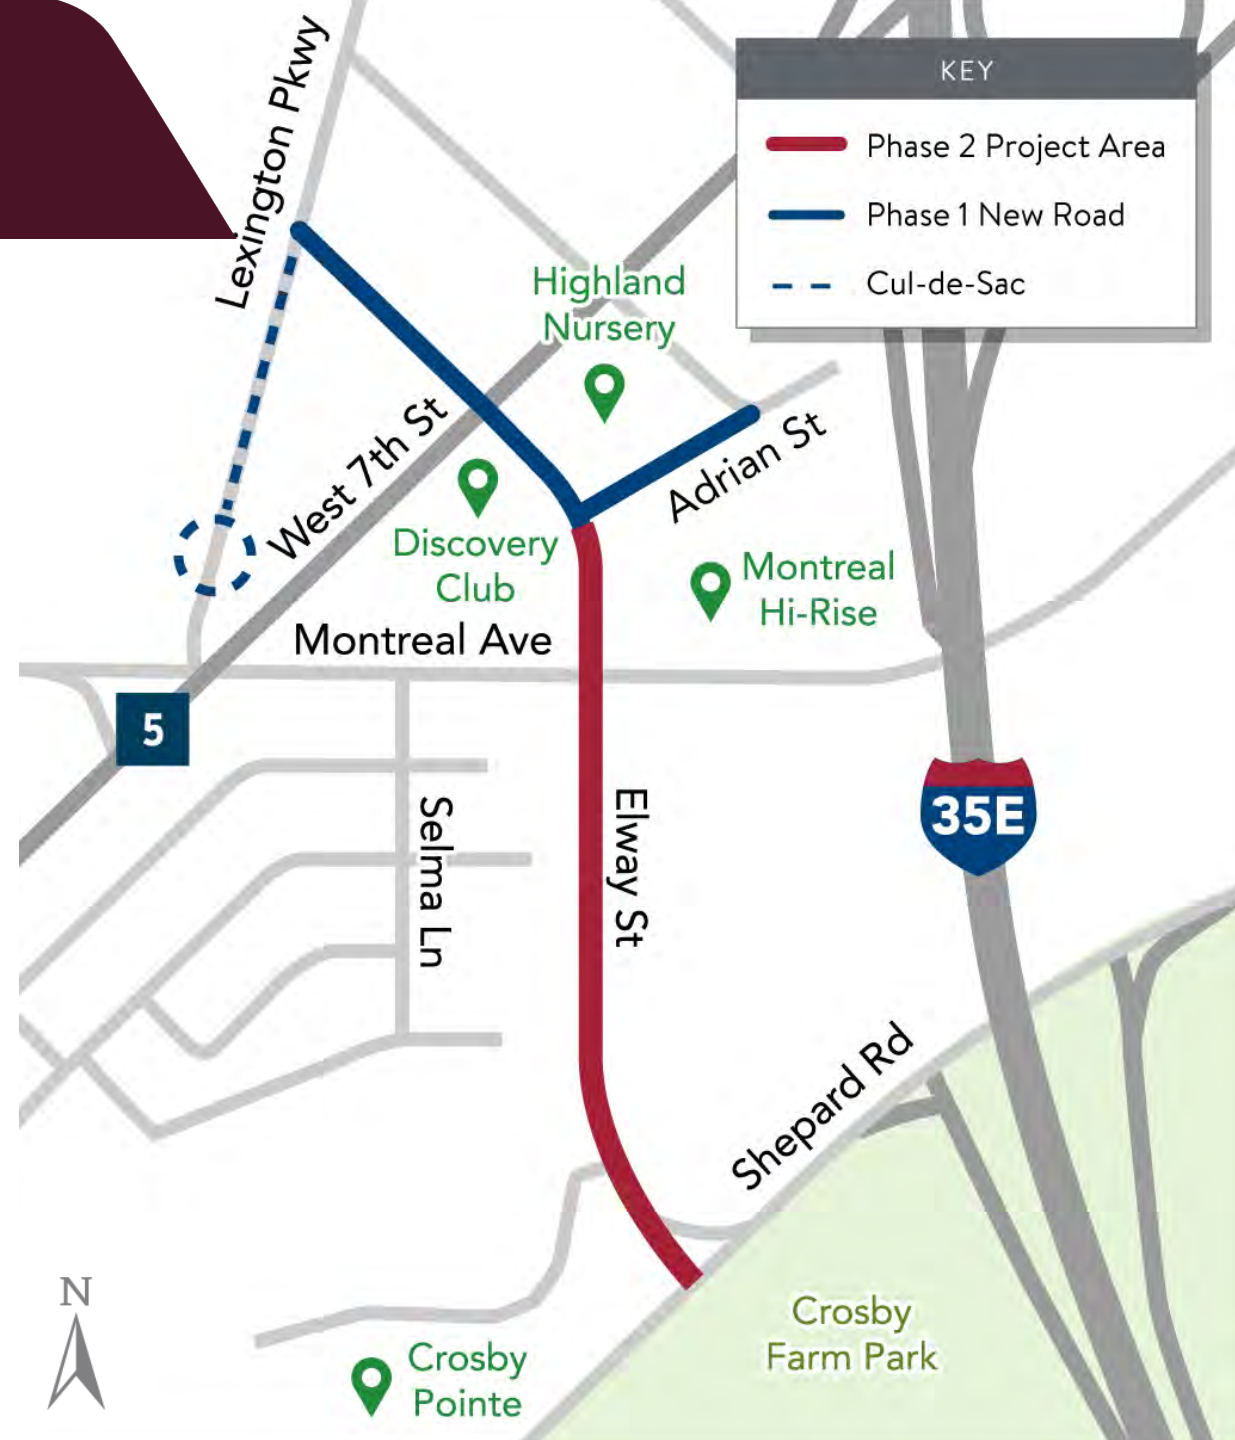 Lexington Pkwy
KEY
Phase 2 Project Area
Phase 1 New Road
Cul-de-Sac
Highland
Nursery
West 7th St
Adrian St
Discovery
Club
Montreal
Hi-Rise
Montreal Ave
5
Selma Ln
Elway St
35E
Shepard Rd
N
Crosby
Farm Park
Crosby
Pointe